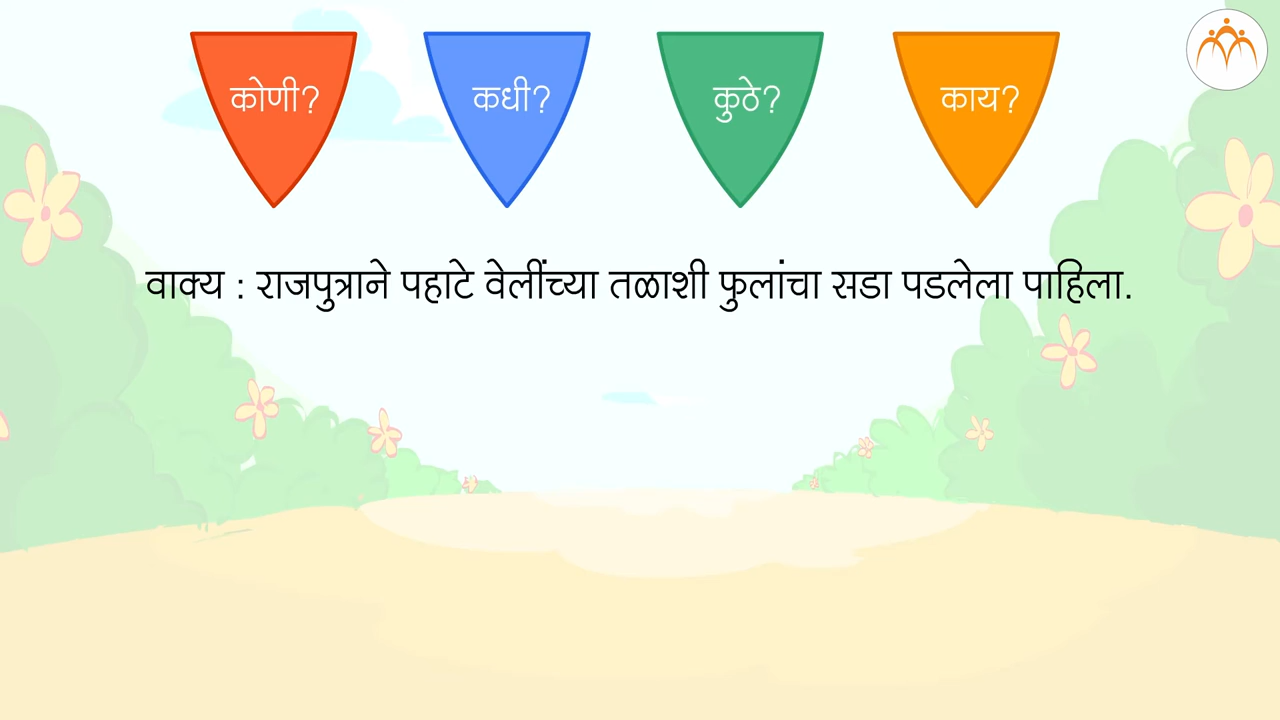 कोणी? कधी? कुठे? काय?
वाक्य : राजपुत्राने पहाटे वेलींच्या तळाशी फुलांचा सडा पडलेला पाहिला.